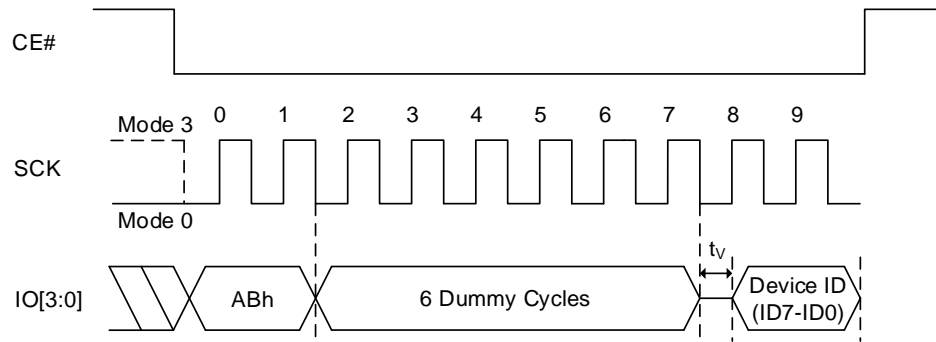 CE#
0 1 2 3 4 5 6 7 8 9
Mode 3
SCK
Mode 0
tV
IO[3:0]
ABh
6 Dummy Cycles
Device ID
(ID7-ID0)